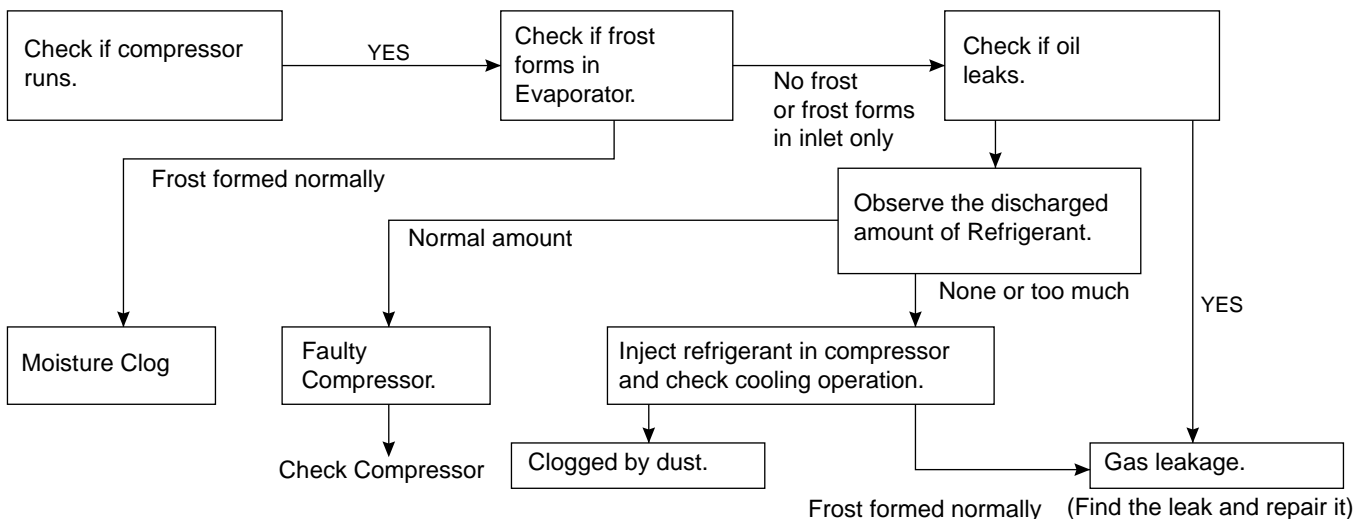 Check if compressor
runs.
YES
Check if frost
forms in
Evaporator.
No frost
or frost forms
in inlet only
Check if oil
leaks.
Frost formed normally
Observe the discharged
amount of Refrigerant.
Normal amount
None or too much
YES
Moisture Clog
Faulty
Compressor.
Inject refrigerant in compressor
and check cooling operation.
Check Compressor
Clogged by dust.
Gas leakage.
Frost formed normally
(Find the leak and repair it)